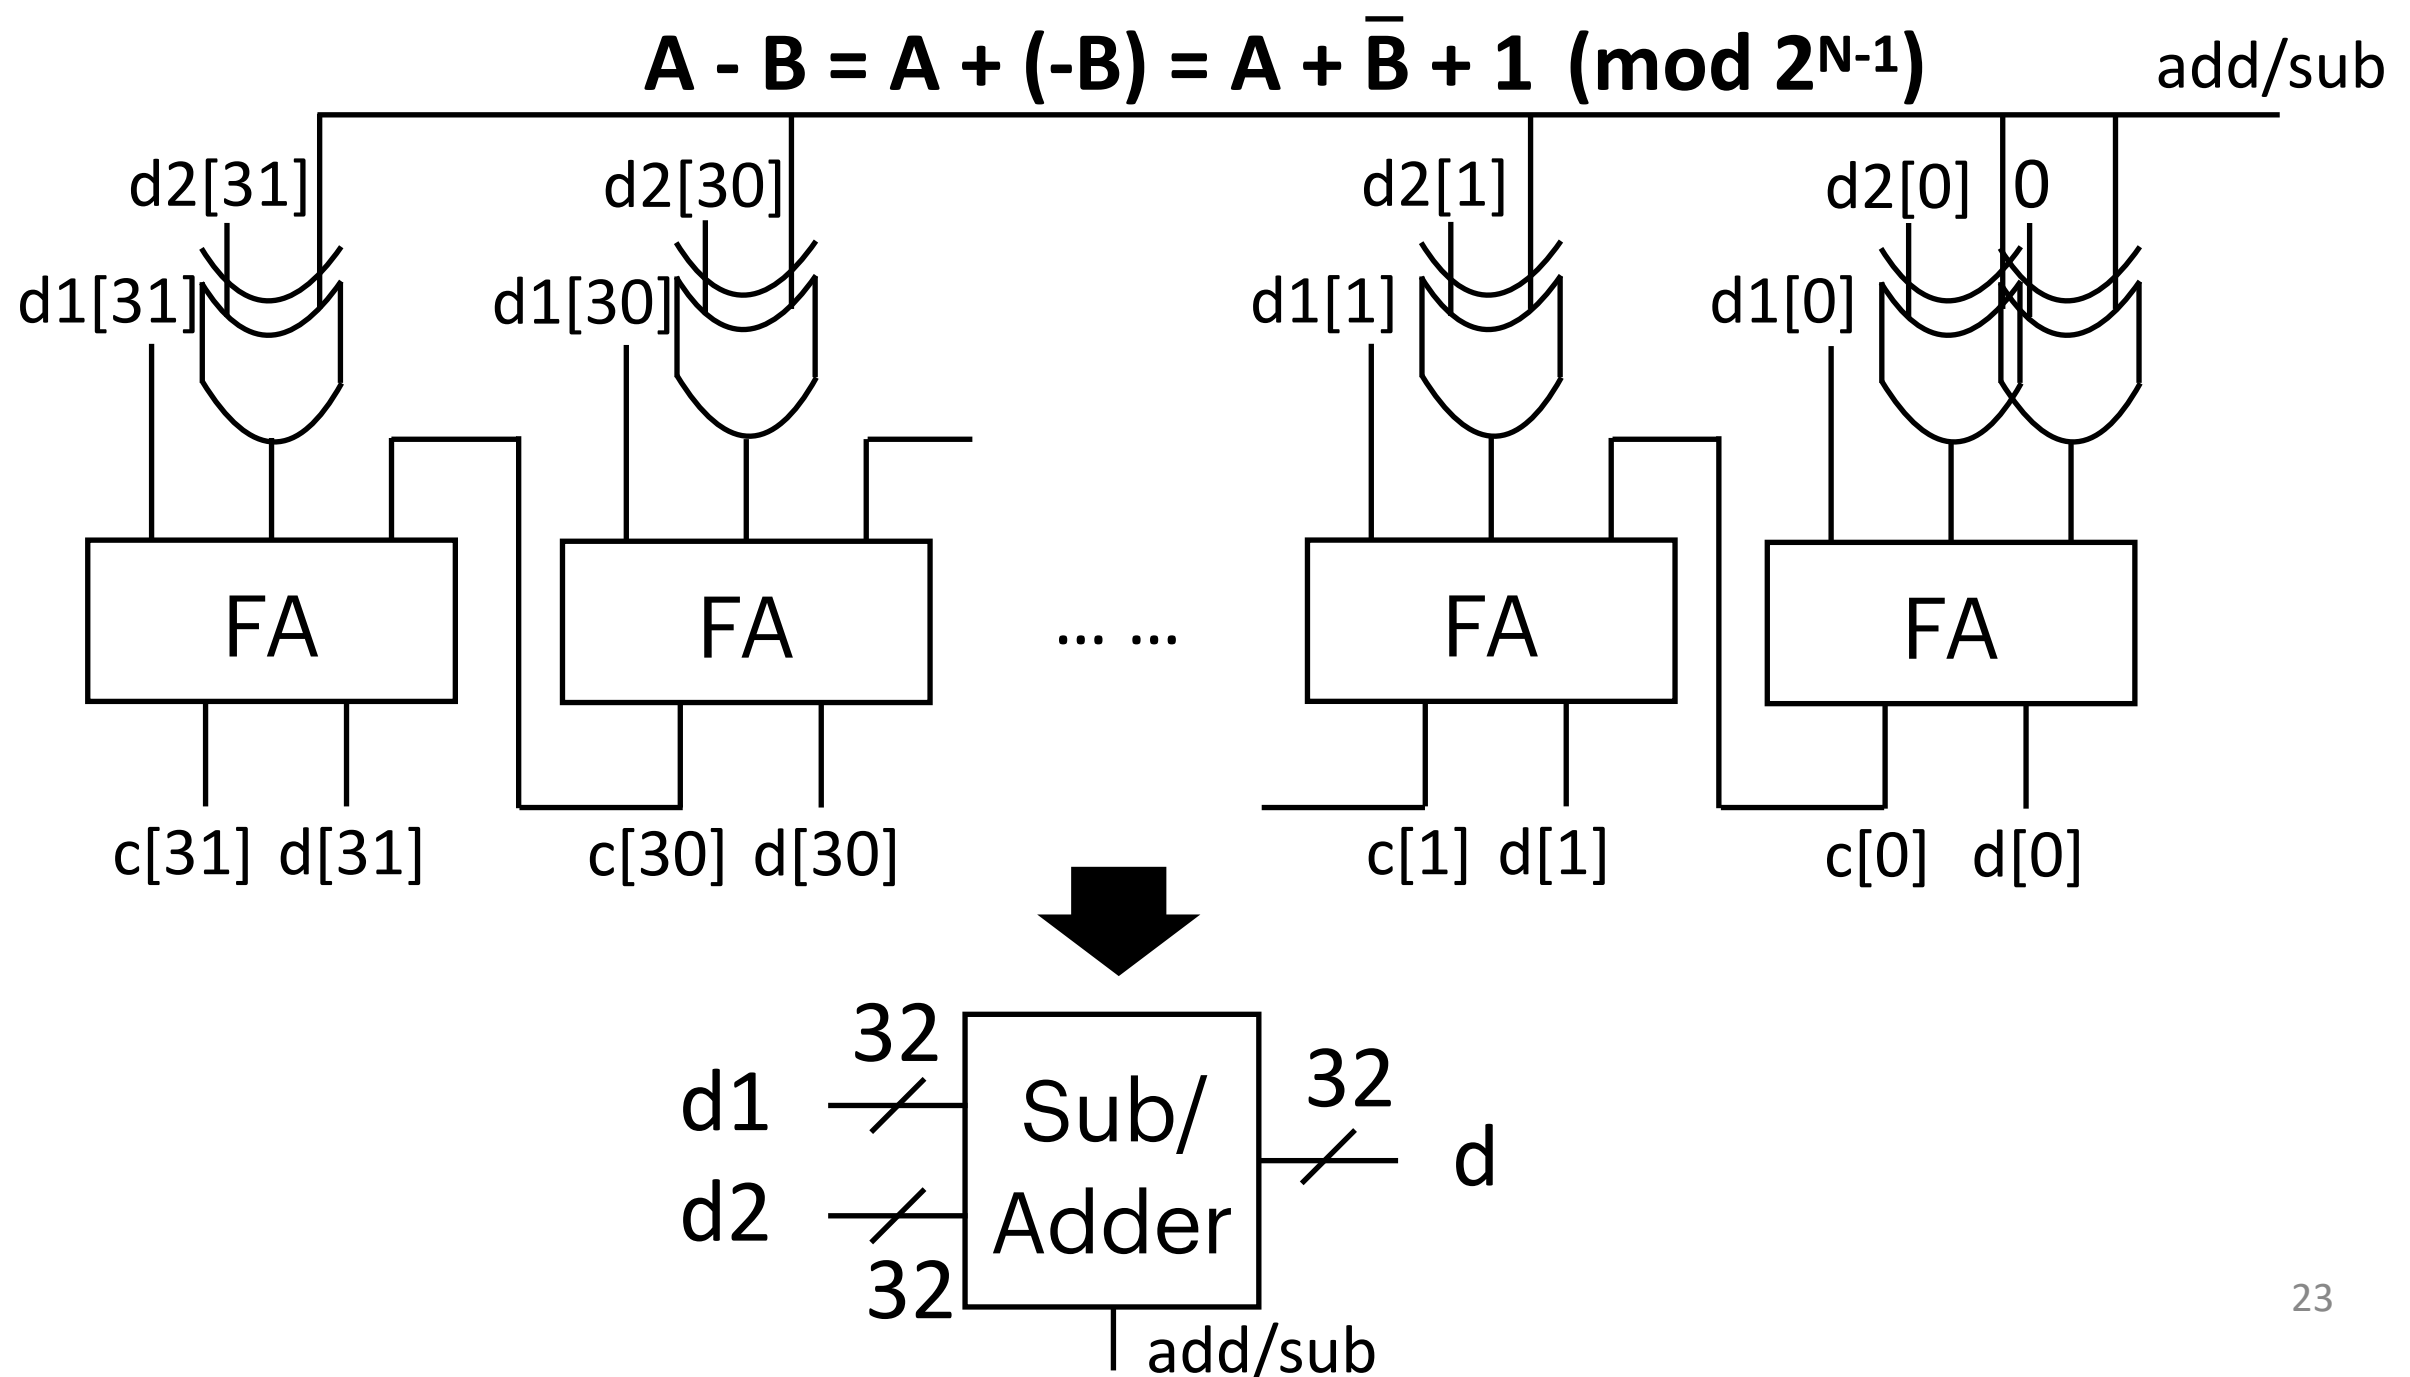 A - B = A + (-B) = A + B̅ + 1 (mod 2ᴺ⁻¹)
add/sub
d2[31] d2[30] d2[1] d2[0] 0
d1[31] d1[30] d1[1] d1[0]
FA FA ... ... FA FA
c[31] d[31] c[30] d[30] c[1] d[1] c[0] d[0]
32
d1
32
Sub/
Adder
d
d2
32
add/sub
23